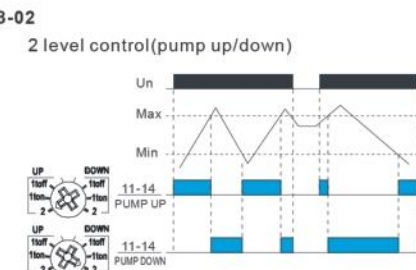 3-02
2 level control(pump up/down)
Un
Max
Min
UP DOWN
1toff 1toff
1ton 1ton
2 2
11-14
PUMP UP
UP DOWN
1toff 1toff
1ton 1ton
2 2
11-14
PUMP DOWN